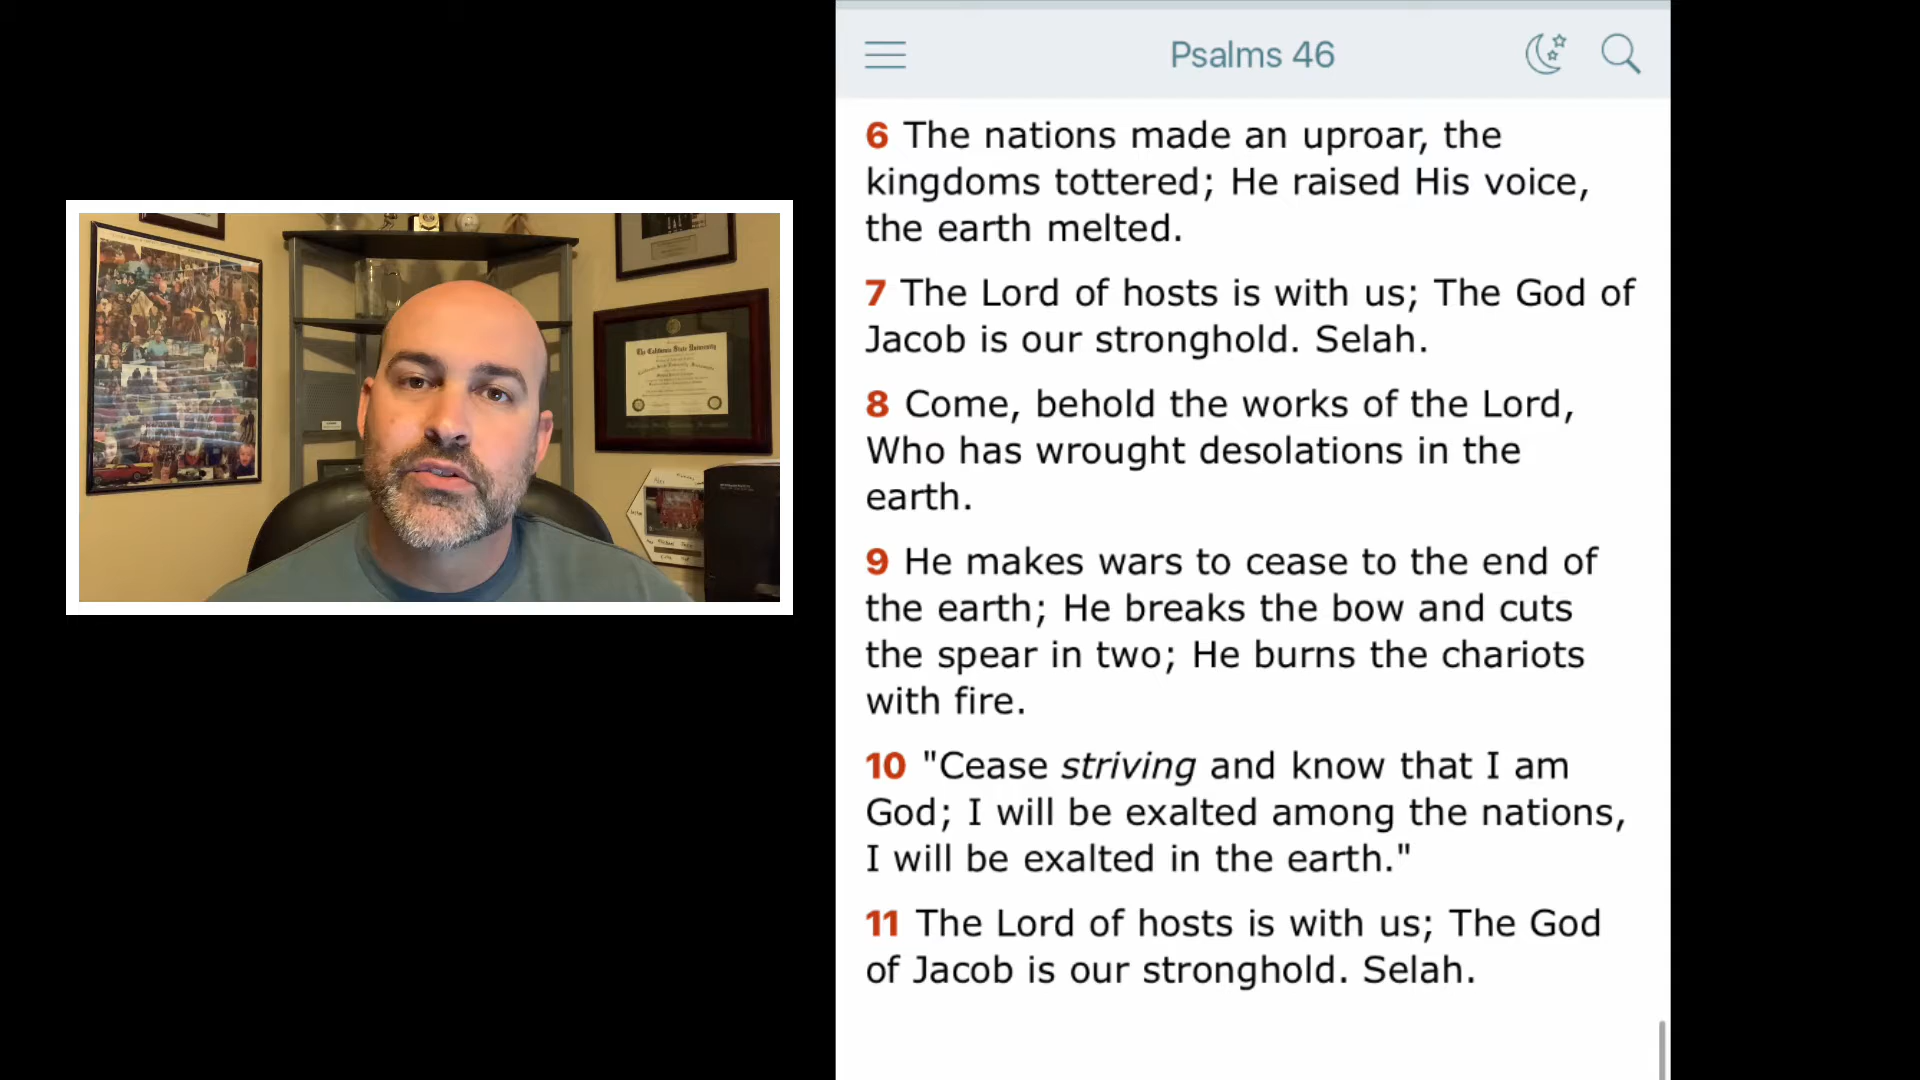 Psalms 46
6 The nations made an uproar, the
kingdoms tottered; He raised His voice,
the earth melted.
7 The Lord of hosts is with us; The God of
Jacob is our stronghold. Selah.
8 Come, behold the works of the Lord,
Who has wrought desolations in the
earth.
9 He makes wars to cease to the end of
the earth; He breaks the bow and cuts
the spear in two; He burns the chariots
with fire.
10 "Cease striving and know that I am
God; I will be exalted among the nations,
I will be exalted in the earth."
11 The Lord of hosts is with us; The God
of Jacob is our stronghold. Selah.
The California State University